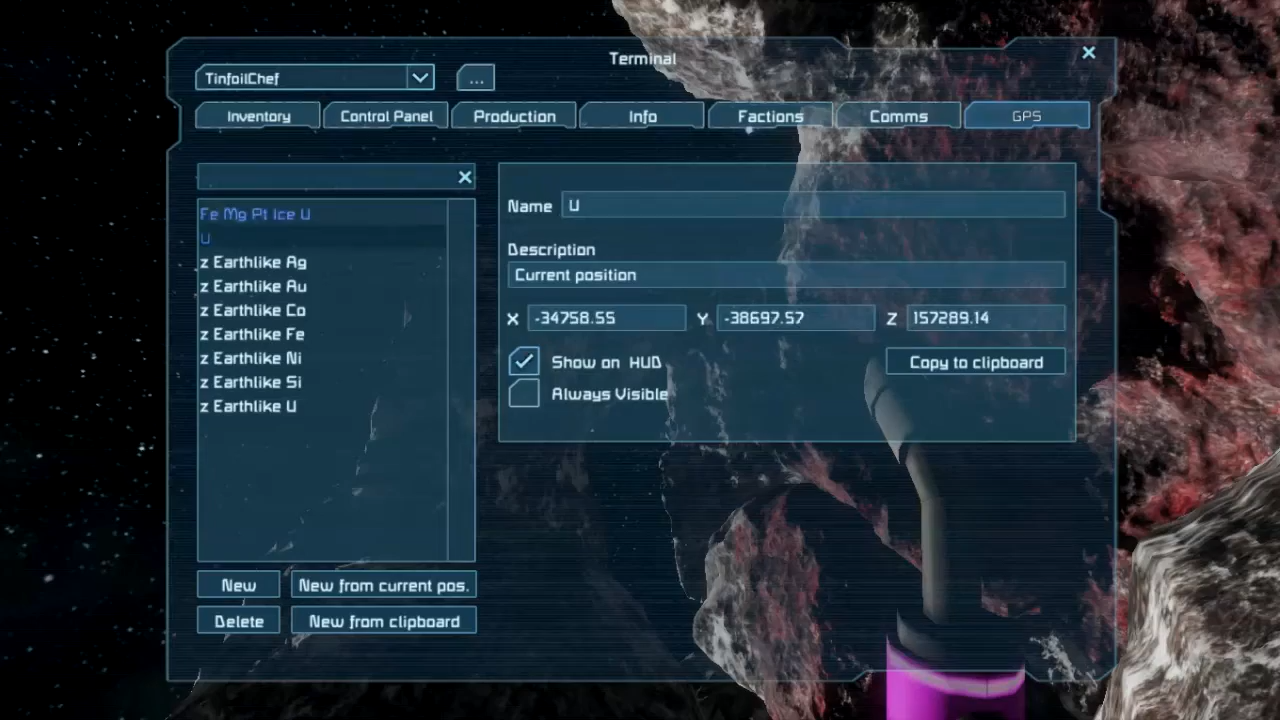 Terminal
TinfoilChef
...
Inventory Control Panel Production Info Factions Comms GPS
Fe Mg Pt Ice U
U
z Earthlike Ag
z Earthlike Au
z Earthlike Co
z Earthlike Fe
z Earthlike Ni
z Earthlike Si
z Earthlike U
New New from current pos.
Delete New from clipboard
Name U
Description
Current position
X -34758.55 Y -38697.57 Z 157289.14
Show on HUD Copy to clipboard
Always Visible